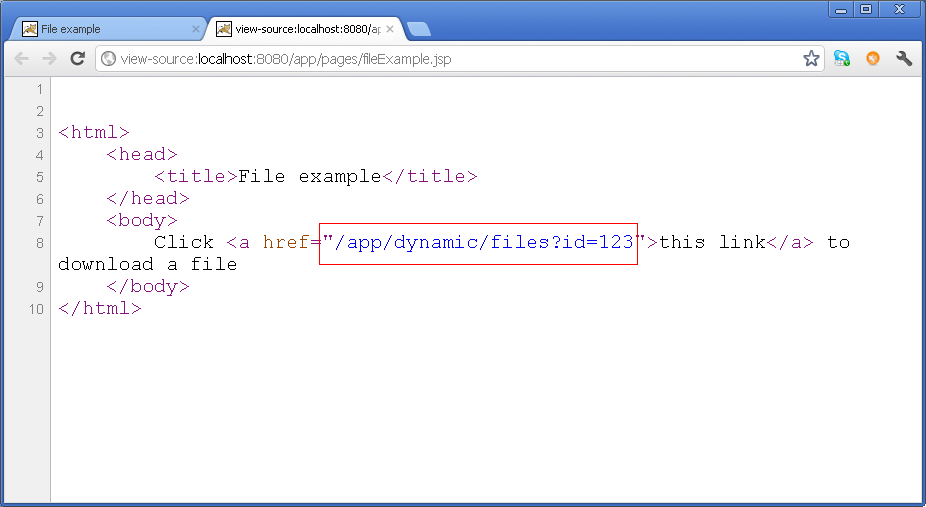 File example
view-source:localhost:8080/ap
view-source:localhost:8080/app/pages/fileExample.jsp
1
2
3 <html>
4 <head>
5 <title>File example</title>
6 </head>
7 <body>
8 Click <a href="/app/dynamic/files?id=123">this link</a> to
download a file
9 </body>
10 </html>